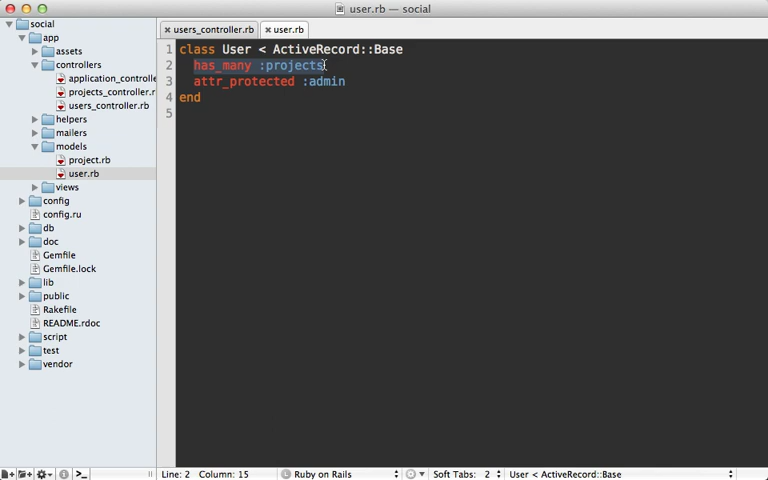 user.rb — social
social
app
assets
controllers
application_controlle
projects_controller.r
users_controller.rb
helpers
mailers
models
project.rb
user.rb
views
config
config.ru
db
doc
Gemfile
Gemfile.lock
lib
public
Rakefile
README.rdoc
script
test
vendor
users_controller.rb
user.rb
1 class User < ActiveRecord::Base
2 has_many :projects
3 attr_protected :admin
4 end
5
Line: 2 Column: 15
Ruby on Rails
Soft Tabs: 2
User < ActiveRecord::Base